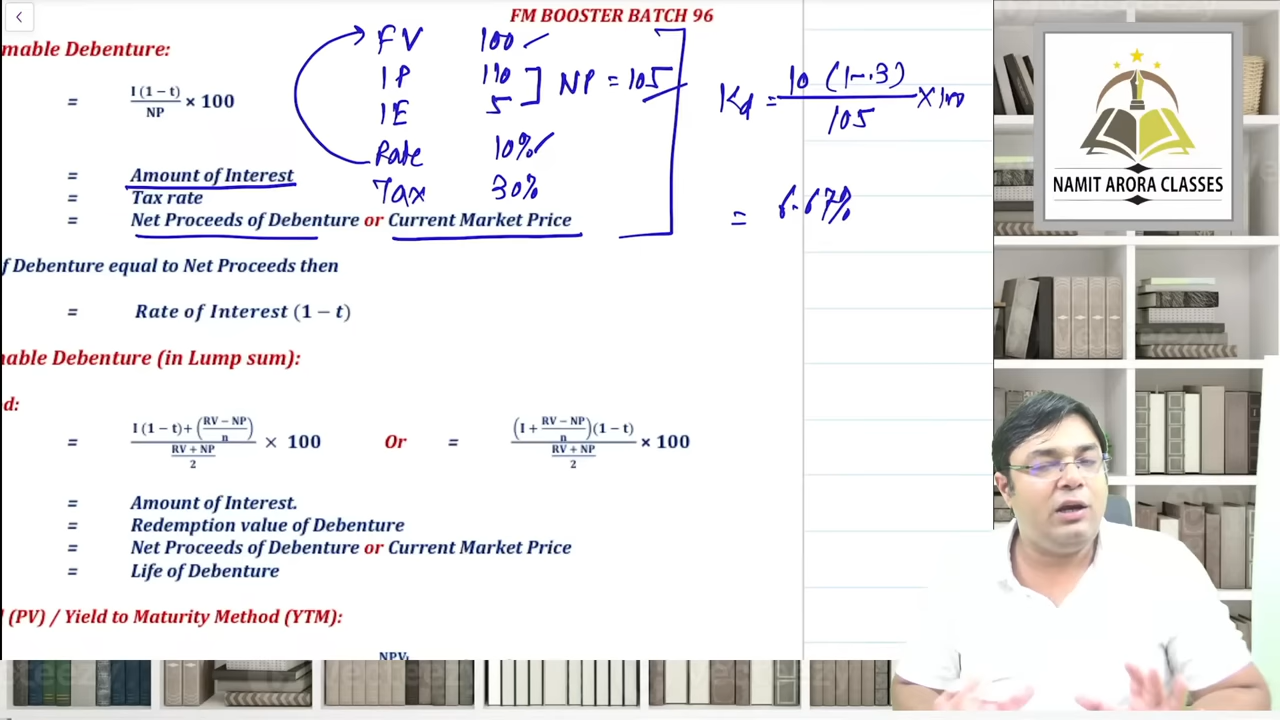 FM BOOSTER BATCH 96
mable Debenture:
= I (1 − t) / NP × 100
= Amount of Interest
= Tax rate
= Net Proceeds of Debenture or Current Market Price
FV 100 ✓
IP 110
IE 5
NP = 105
Rate 10% ✓
Tax 30%
Kd = 10 (1-.3) / 105 × 100
= 6.67%
f Debenture equal to Net Proceeds then
= Rate of Interest (1 − t)
nable Debenture (in Lump sum):
d:
= I (1 − t) + (RV − NP / n) / RV + NP / 2 × 100 Or = (I + RV − NP / n)(1 − t) / RV + NP / 2 × 100
= Amount of Interest.
= Redemption value of Debenture
= Net Proceeds of Debenture or Current Market Price
= Life of Debenture
(PV) / Yield to Maturity Method (YTM):
NPV
NAMIT ARORA CLASSES